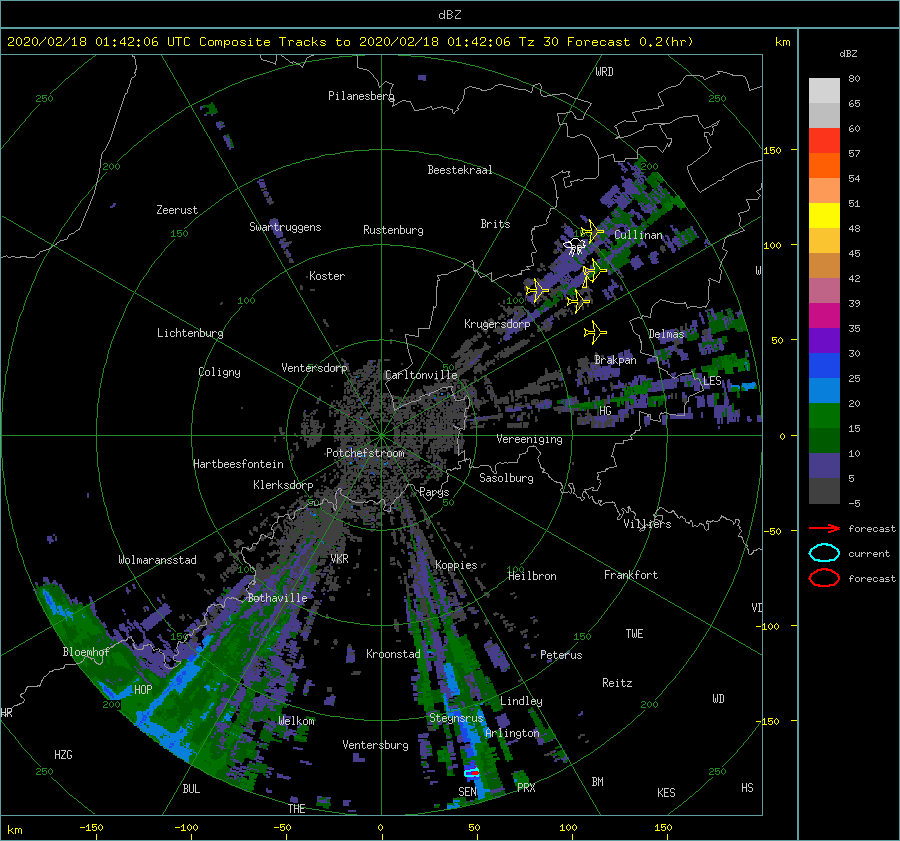 dBZ
2020/02/18 01:42:06 UTC Composite Tracks to 2020/02/18 01:42:06 Tz 30 Forecast 0.2(hr)
km
dBZ
WRD
250
Pilanesberg
250
80
65
60
57
54
51
48
45
42
39
35
30
25
20
15
10
5
-5
forecast
current
forecast
150
100
50
0
-50
-100
-150
200
Beestekraal
200
Zeerust
Swartruggens
Brits
150
Rustenburg
Cullinan
Koster
W
100
100
Lichtenburg
Krugersdorp
Delmas
Brakpan
Ventersdorp
Coligny
Carltonville
50
LES
HG
Vereeniging
Potchefstroom
Hartbeesfontein
Sasolburg
Klerksdorp
Parys
50
50
Villiers
Wolmaransstad
VKR
Koppies
100
100
Heilbron
Frankfort
Bothaville
VD
150
150
TWE
Bloemhof
Kroonstad
Peterus
HOP
Reitz
WD
Lindley
200
200
HR
Welkom
Steynsrus
Arlington
Ventersburg
HZG
250
250
BUL
BM
PRX
SEN
KES
HS
THE
km
-150
-100
-50
0
50
100
150